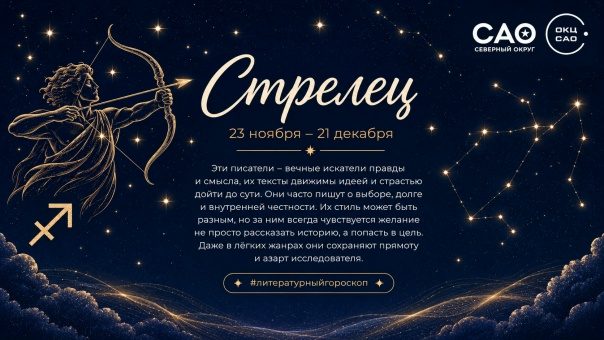 САО
СЕВЕРНЫЙ ОКРУГ
ОКЦ
САО
Стрелец
23 ноября – 21 декабря
Эти писатели – вечные искатели правды
и смысла, их тексты движимы идеей и страстью
дойти до сути. Они часто пишут о выборе, долге
и внутренней честности. Их стиль может быть
разным, но за ним всегда чувствуется желание
не просто рассказать историю, а попасть в цель.
Даже в лёгких жанрах они сохраняют прямоту
и азарт исследователя.
#литературныйгороскоп